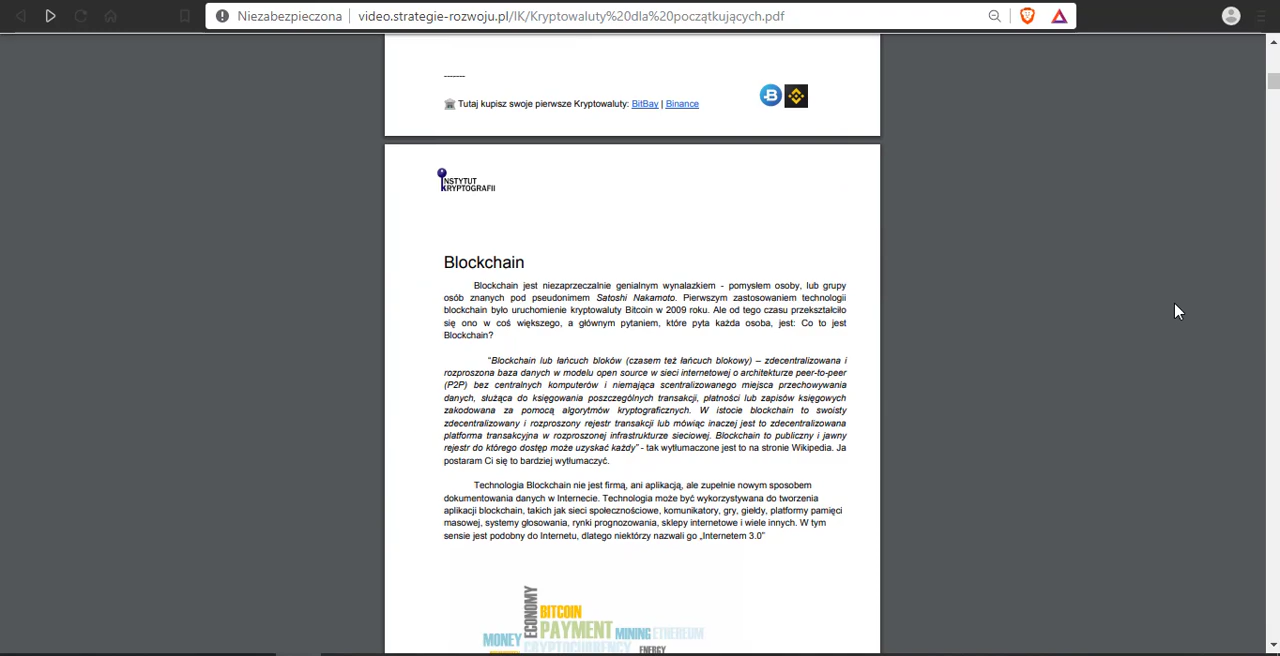 Niezabezpieczona
video.strategie-rozwoju.pl/IK/Kryptowaluty%20dla%20początkujących.pdf
-------
Tutaj kupisz swoje pierwsze Kryptowaluty: BitBay | Binance
INSTYTUT
KRYPTOGRAFII
Blockchain
Blockchain jest niezaprzeczalnie genialnym wynalazkiem - pomysłem osoby, lub grupy
osób znanych pod pseudonimem Satoshi Nakamoto. Pierwszym zastosowaniem technologii
blockchain było uruchomienie kryptowaluty Bitcoin w 2009 roku. Ale od tego czasu przekształciło
się ono w coś większego, a głównym pytaniem, które pyta każda osoba, jest: Co to jest
Blockchain?
"Blockchain lub łańcuch bloków (czasem też łańcuch blokowy) – zdecentralizowana i
rozproszona baza danych w modelu open source w sieci internetowej o architekturze peer-to-peer
(P2P) bez centralnych komputerów i niemająca scentralizowanego miejsca przechowywania
danych, służąca do księgowania poszczególnych transakcji, płatności lub zapisów księgowych
zakodowana za pomocą algorytmów kryptograficznych. W istocie blockchain to swoisty
zdecentralizowany i rozproszony rejestr transakcji lub mówiąc inaczej jest to zdecentralizowana
platforma transakcyjna w rozproszonej infrastrukturze sieciowej. Blockchain to publiczny i jawny
rejestr do którego dostęp może uzyskać każdy" - tak wytłumaczone jest to na stronie Wikipedia. Ja
postaram Ci się to bardziej wytłumaczyć.
Technologia Blockchain nie jest firmą, ani aplikacją, ale zupełnie nowym sposobem
dokumentowania danych w Internecie. Technologia może być wykorzystywana do tworzenia
aplikacji blockchain, takich jak sieci społecznościowe, komunikatory, gry, giełdy, platformy pamięci
masowej, systemy głosowania, rynki prognozowania, sklepy internetowe i wiele innych. W tym
sensie jest podobny do Internetu, dlatego niektórzy nazwali go „Internetem 3.0"
ECONOMY
BITCOIN
MONEY PAYMENT MINING ETHEREUM
CRYPTOCURRENCY ENERGY